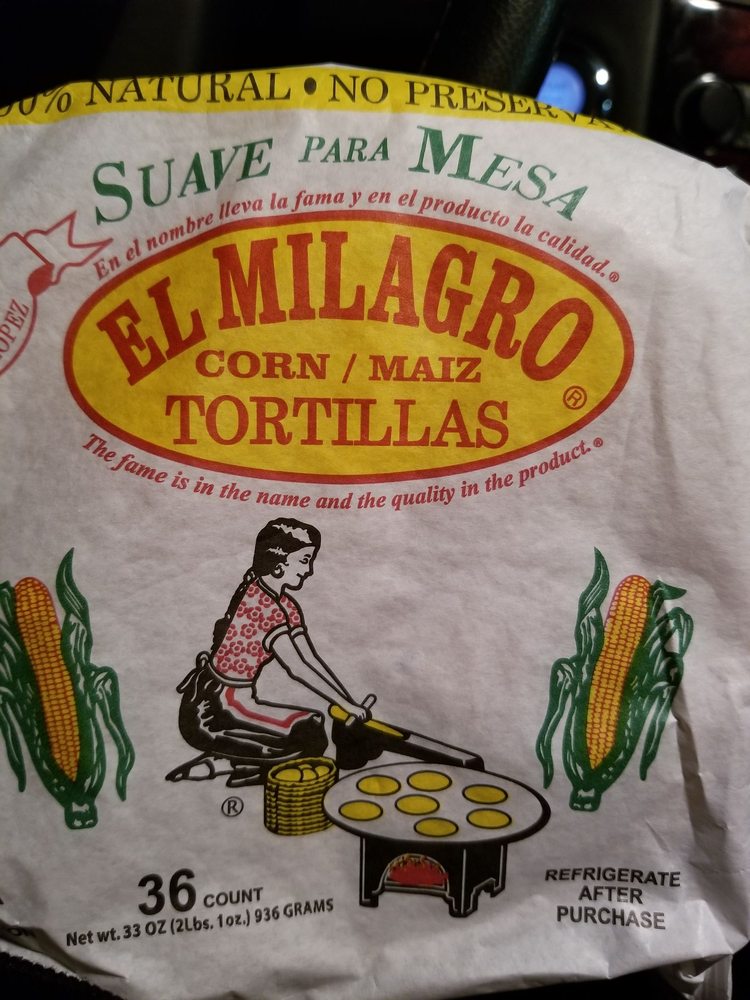 NATURAL • NO
SUAVE PARA MESA
En el nombre lleva la fama y en el producto la calidad.®
EL MILAGRO
CORN / MAIZ
TORTILLAS
®
The fame is in the name and the quality in the product.®
®
36 COUNT
Net wt. 33 OZ (2Lbs. 1oz.) 936 GRAMS
REFRIGERATE
AFTER
PURCHASE